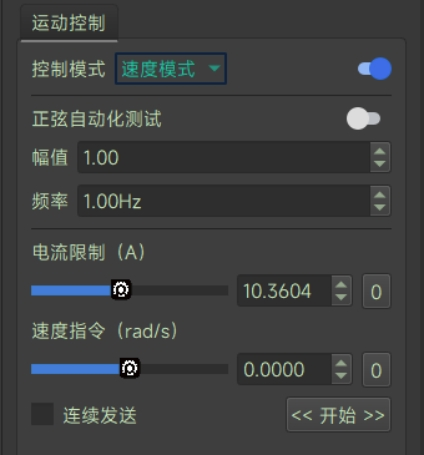 运动控制
控制模式 速度模式
正弦自动化测试
幅值 1.00
频率 1.00Hz
电流限制（A）
10.3604 0
速度指令（rad/s）
0.0000 0
连续发送 << 开始 >>